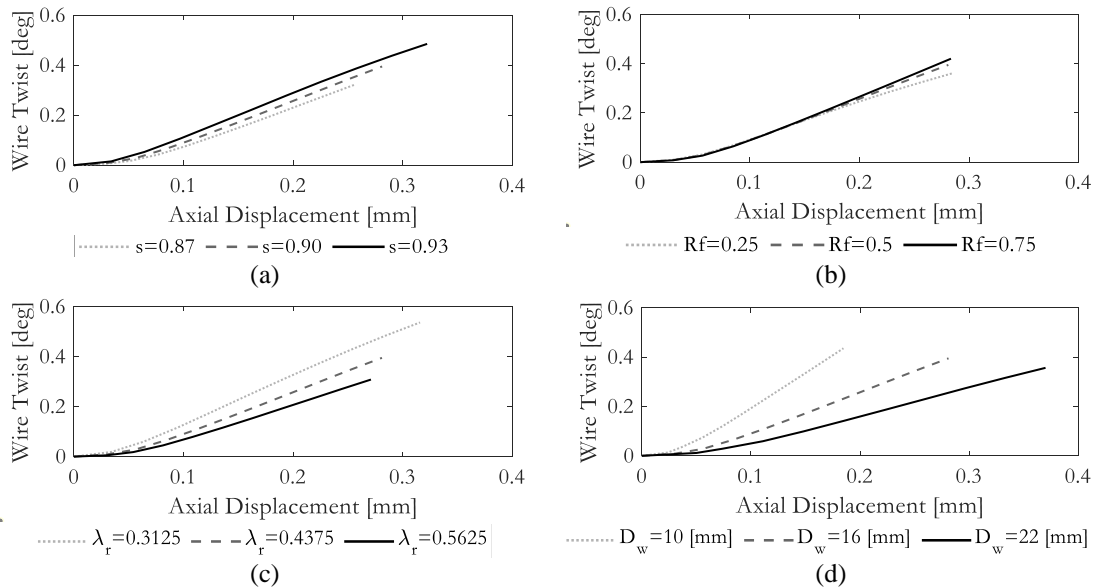 0.6
0.4
0.2
0
Wire Twist [deg]
0 0.1 0.2 0.3 0.4
Axial Displacement [mm]
s=0.87 s=0.90 s=0.93
(a)
0.6
0.4
0.2
0
Wire Twist [deg]
0 0.1 0.2 0.3 0.4
Axial Displacement [mm]
Rf=0.25 Rf=0.5 Rf=0.75
(b)
0.6
0.4
0.2
0
Wire Twist [deg]
0 0.1 0.2 0.3 0.4
Axial Displacement [mm]
λr=0.3125 λr=0.4375 λr=0.5625
(c)
0.6
0.4
0.2
0
Wire Twist [deg]
0 0.1 0.2 0.3 0.4
Axial Displacement [mm]
Dw=10 [mm] Dw=16 [mm] Dw=22 [mm]
(d)